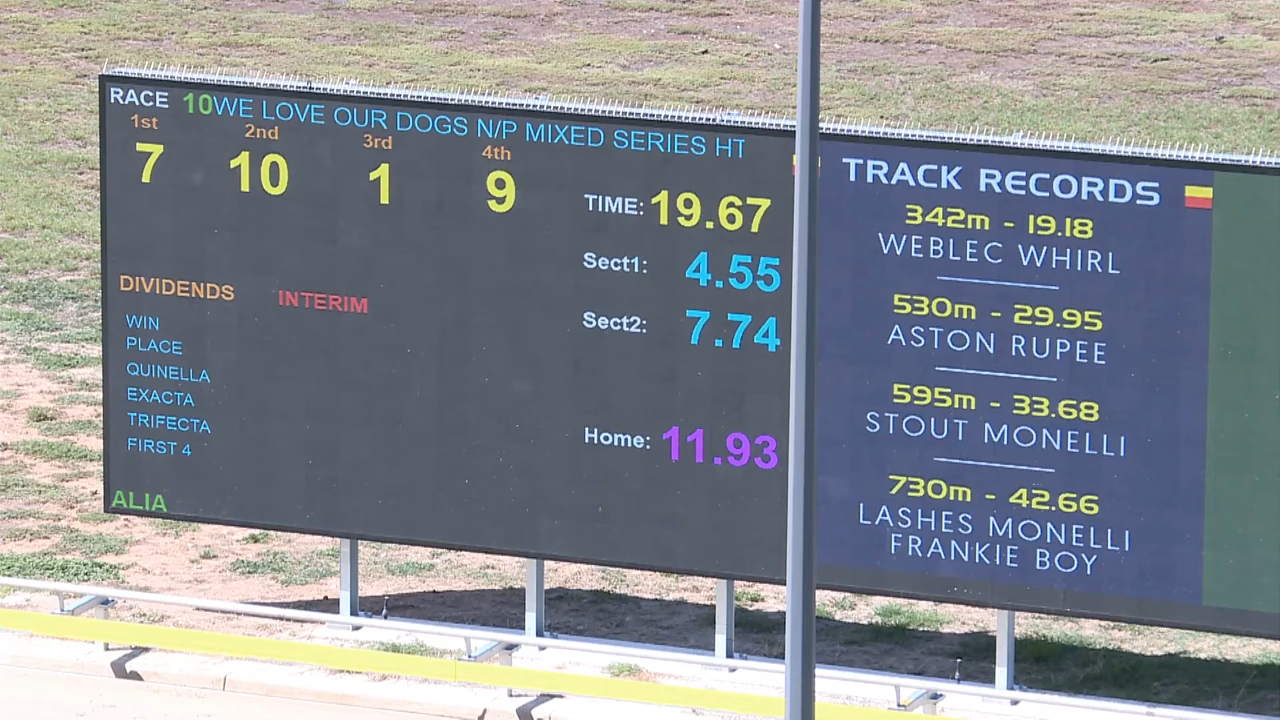 RACE 10WE LOVE OUR DOGS N/P MIXED SERIES HT
1st 2nd 3rd 4th
7 10 1 9
TIME: 19.67
Sect1: 4.55
Sect2: 7.74
Home: 11.93
DIVIDENDS INTERIM
WIN
PLACE
QUINELLA
EXACTA
TRIFECTA
FIRST 4
ALIA
TRACK RECORDS
342m - 19.18
WEBLEC WHIRL
530m - 29.95
ASTON RUPEE
595m - 33.68
STOUT MONELLI
730m - 42.66
LASHES MONELLI
FRANKIE BOY